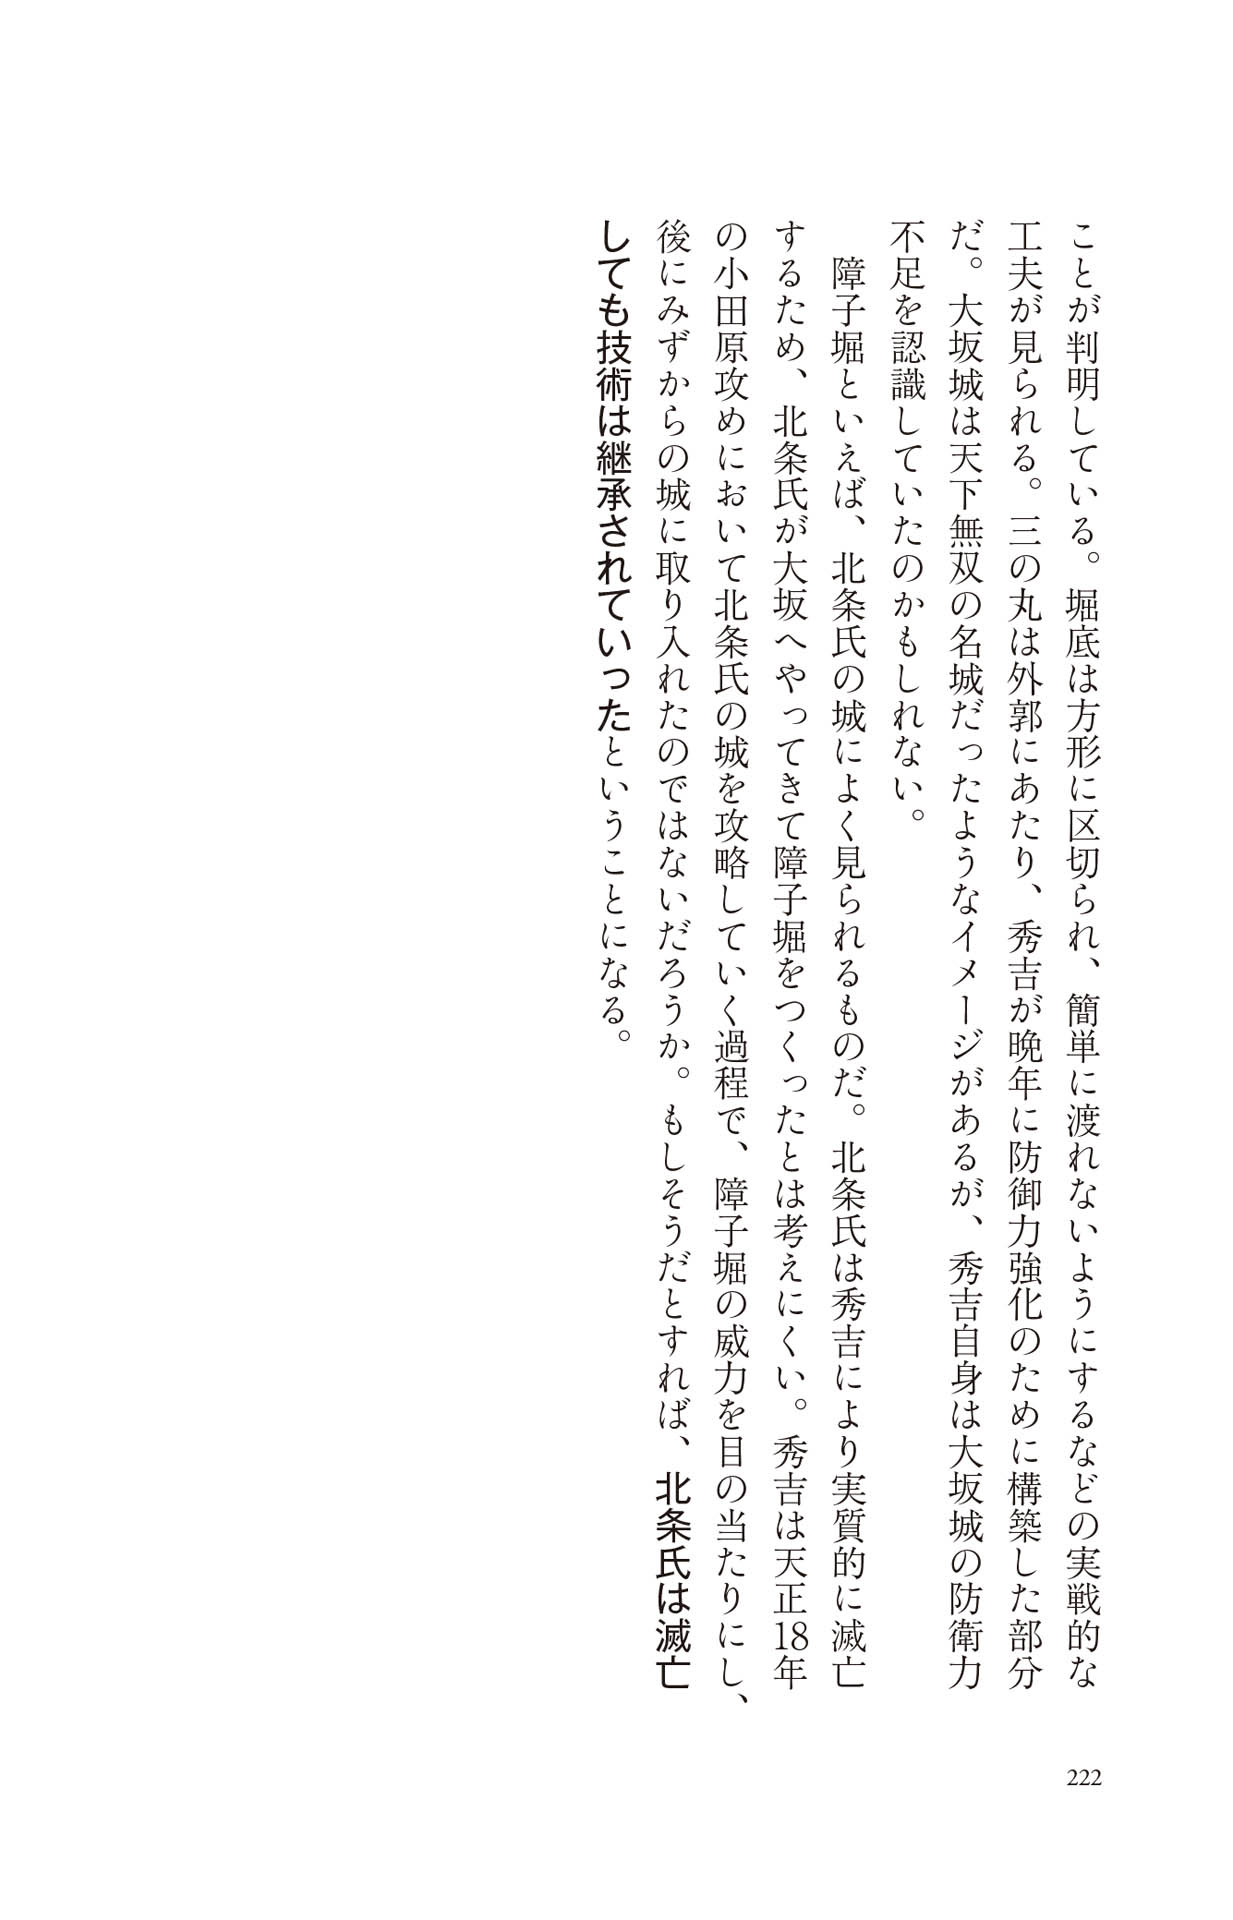 ことが判明している。堀底は方形に区切られ、簡単に渡れないようにするなどの実戦的な
工夫が見られる。三の丸は外郭にあたり、秀吉が晩年に防御力強化のために構築した部分
だ。大坂城は天下無双の名城だったようなイメージがあるが、秀吉自身は大坂城の防衛力
不足を認識していたのかもしれない。
　障子堀といえば、北条氏の城によく見られるものだ。北条氏は秀吉により実質的に滅亡
するため、北条氏が大坂へやってきて障子堀をつくったとは考えにくい。秀吉は天正18年
の小田原攻めにおいて北条氏の城を攻略していく過程で、障子堀の威力を目の当たりにし、
後にみずからの城に取り入れたのではないだろうか。もしそうだとすれば、北条氏は滅亡
しても技術は継承されていったということになる。
222